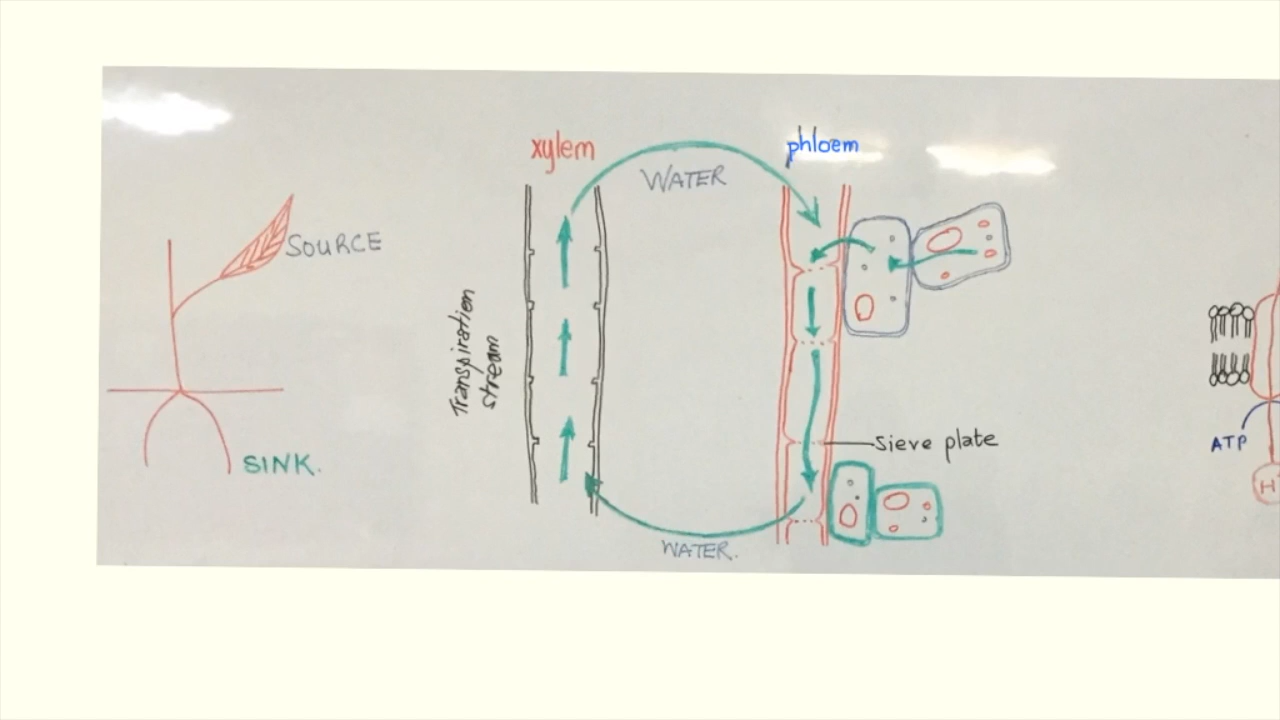 xylem
phloem
WATER
SOURCE
Transpiration
stream
Sieve plate
ATP
SINK.
H
WATER.